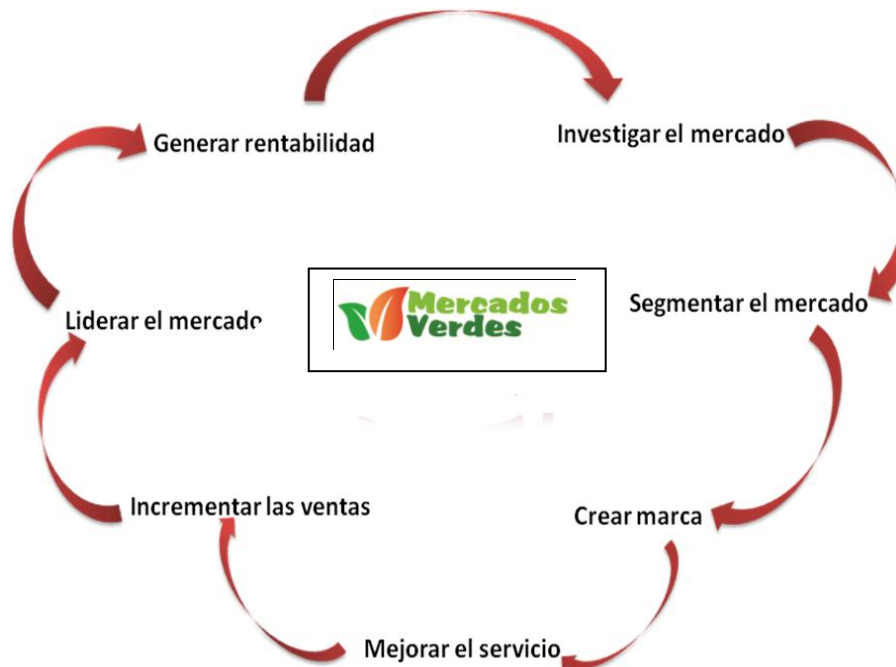 Generar rentabilidad
Investigar el mercado
Liderar el mercado
Mercados
Verdes
Segmentar el mercado
Incrementar las ventas
Crear marca
Mejorar el servicio